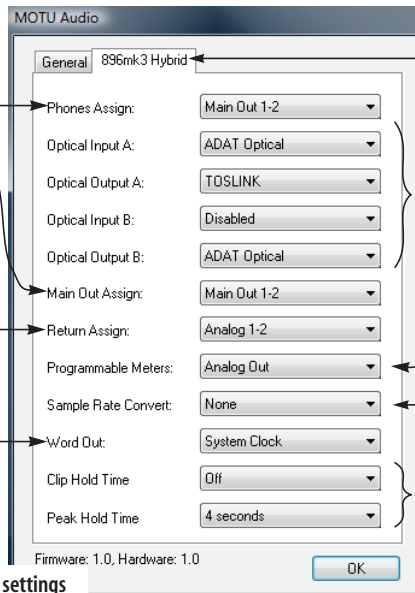 MOTU Audio
General 896mk3 Hybrid
Phones Assign: Main Out 1-2
Optical Input A: ADAT Optical
Optical Output A: TOSLINK
Optical Input B: Disabled
Optical Output B: ADAT Optical
Main Out Assign: Main Out 1-2
Return Assign: Analog 1-2
Programmable Meters: Analog Out
Sample Rate Convert: None
Word Out: System Clock
Clip Hold Time Off
Peak Hold Time 4 seconds
Firmware: 1.0, Hardware: 1.0
OK
settings